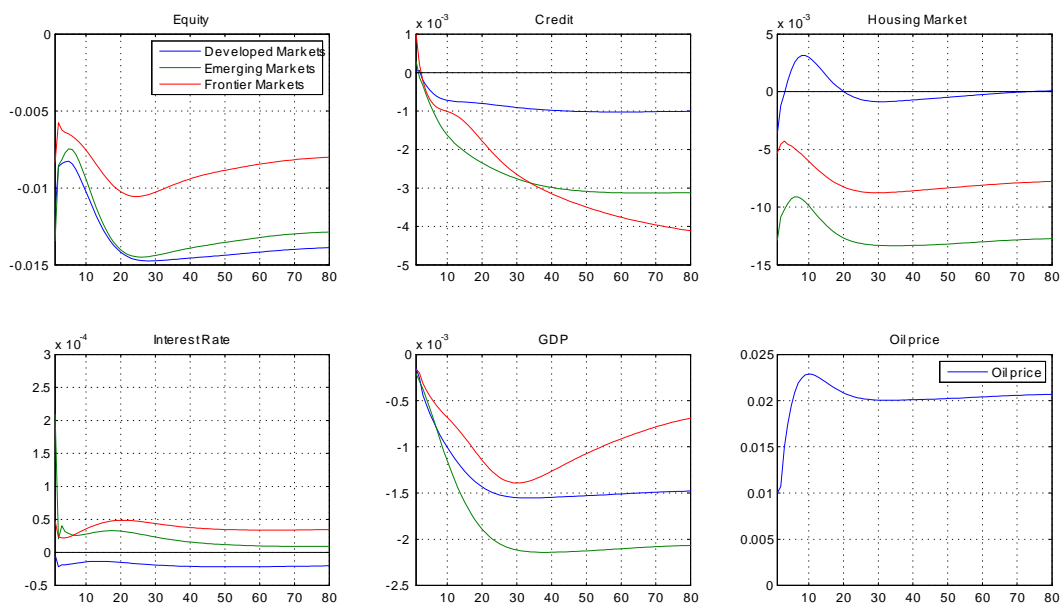 Equity
0
-0.005
-0.01
-0.015
10 20 30 40 50 60 70 80
Developed Markets
Emerging Markets
Frontier Markets
Credit
x 10-3
1
0
-1
-2
-3
-4
-5
10 20 30 40 50 60 70 80
Housing Market
x 10-3
5
0
-5
-10
-15
10 20 30 40 50 60 70 80
Interest Rate
x 10-4
3
2.5
2
1.5
1
0.5
0
-0.5
10 20 30 40 50 60 70 80
GDP
x 10-3
0
-0.5
-1
-1.5
-2
-2.5
10 20 30 40 50 60 70 80
Oil price
0.025
0.02
0.015
0.01
0.005
0
10 20 30 40 50 60 70 80
Oil price